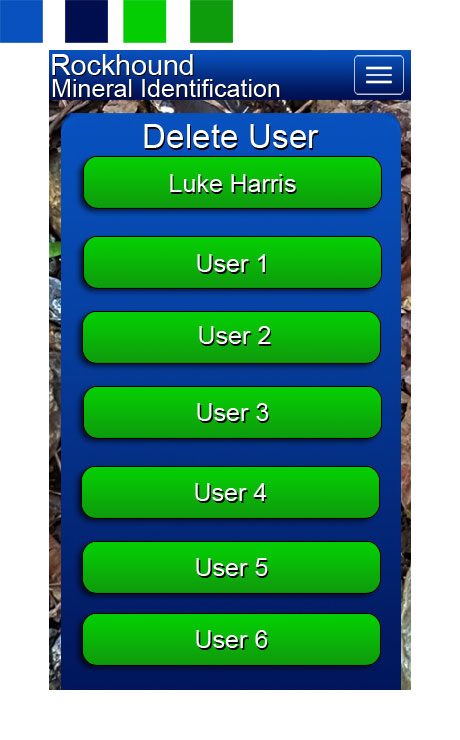 Rockhound
Mineral Identification
Delete User
Luke Harris
User 1
User 2
User 3
User 4
User 5
User 6